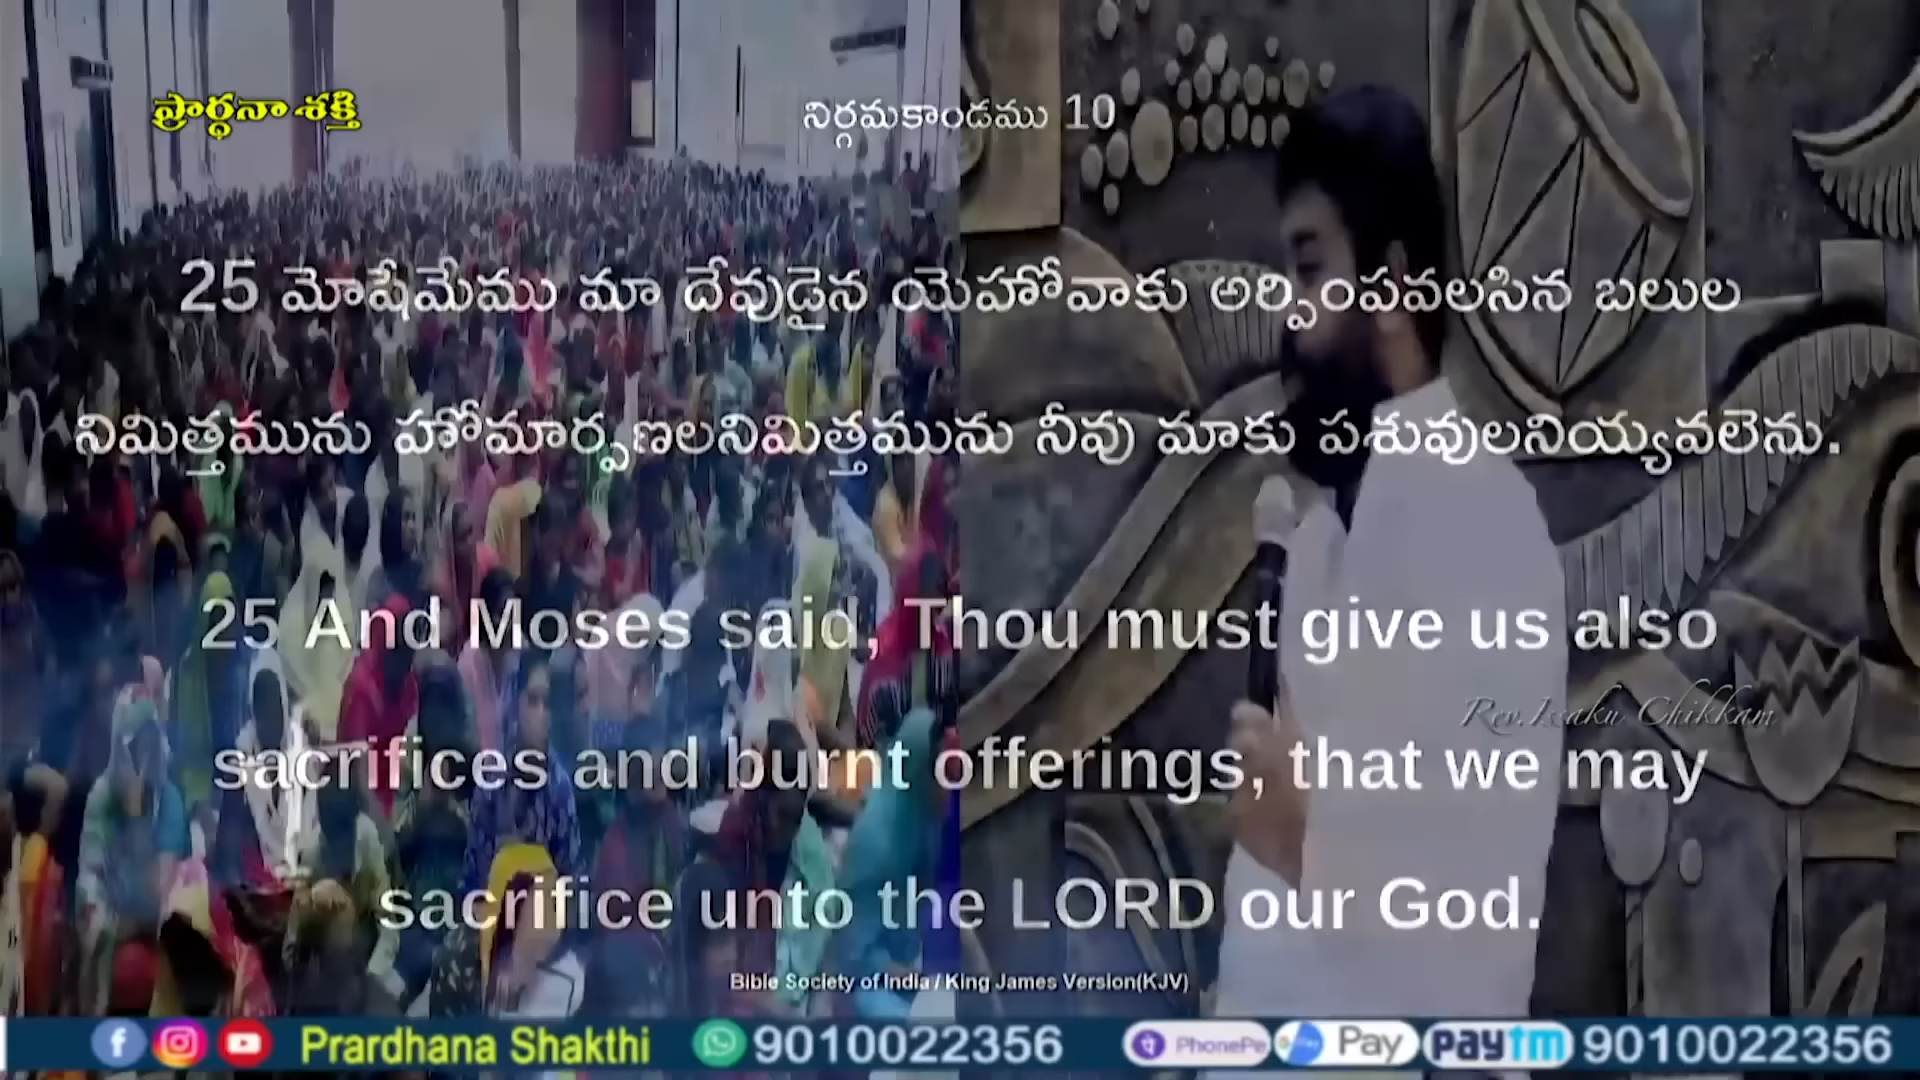 ప్రార్ధనా శక్తి
నిర్గమకాండము 10
25 మోషేమేము మా దేవుడైన యెహోవాకు అర్పింపవలసిన బలుల
నిమిత్తమును హోమార్పణలనిమిత్తమును నీవు మాకు పశువులనియ్యవలెను.
25 And Moses said, Thou must give us also
Rev.Issaku Chikkam
sacrifices and burnt offerings, that we may
sacrifice unto the LORD our God.
Bible Society of India / King James Version(KJV)
Prardhana Shakthi 9010022356 PhonePe Pay paytm 9010022356